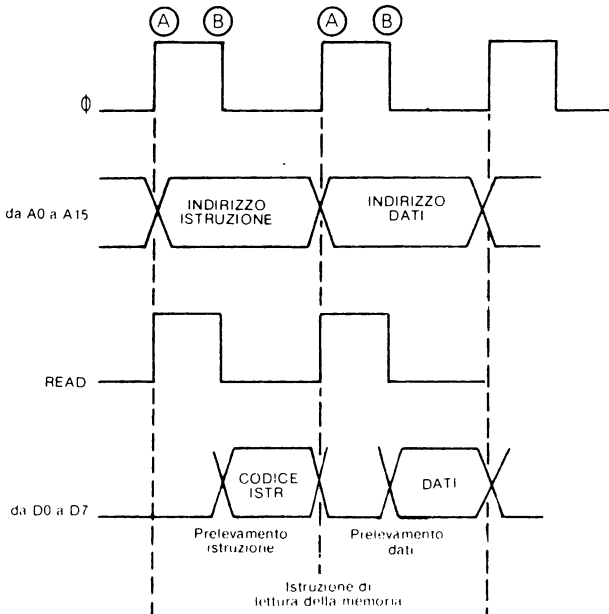 A B A B
ϕ
da A0 a A15
INDIRIZZO
ISTRUZIONE
INDIRIZZO
DATI
READ
da D0 a D7
CODICE
ISTR
DATI
Prelevamento
istruzione
Prelevamento
dati
Istruzione di
lettura della memoria